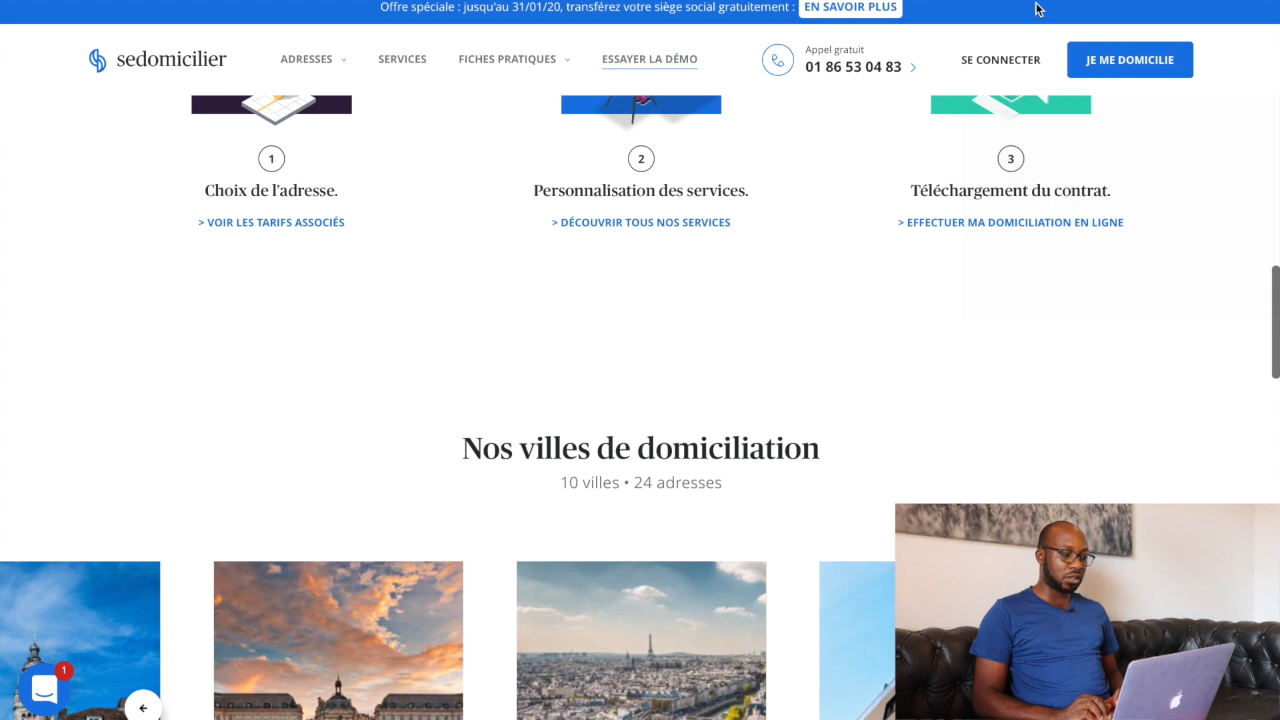 Offre spéciale : jusqu'au 31/01/20, transférez votre siège social gratuitement : EN SAVOIR PLUS
sedomicilier
ADRESSES
SERVICES
FICHES PRATIQUES
ESSAYER LA DÉMO
Appel gratuit
01 86 53 04 83
SE CONNECTER
JE ME DOMICILIE
1
2
3
Choix de l'adresse.
Personnalisation des services.
Téléchargement du contrat.
> VOIR LES TARIFS ASSOCIÉS
> DÉCOUVRIR TOUS NOS SERVICES
> EFFECTUER MA DOMICILIATION EN LIGNE
Nos villes de domiciliation
10 villes • 24 adresses
1